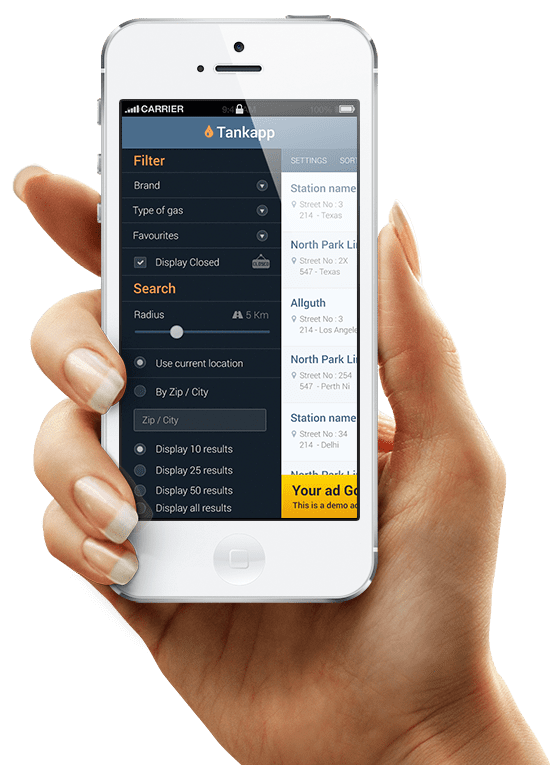 CARRIER
100%
Tankapp
Filter
Brand
Type of gas
Favourites
Display Closed
Search
Radius 5 Km
Use current location
By Zip / City
Zip / City
Display 10 results
Display 25 results
Display 50 results
Display all results
SETTINGS SOR
Station name
Street No : 3
214 - Texas
North Park Li
Street No : 2X
547 - Texas
Allguth
Street No : 3
214 - Los Angele
North Park Li
Street No : 254
547 - Perth Ni
Station name
Street No : 34
214 - Delhi
North Park Li
Your ad Go
This is a demo ad